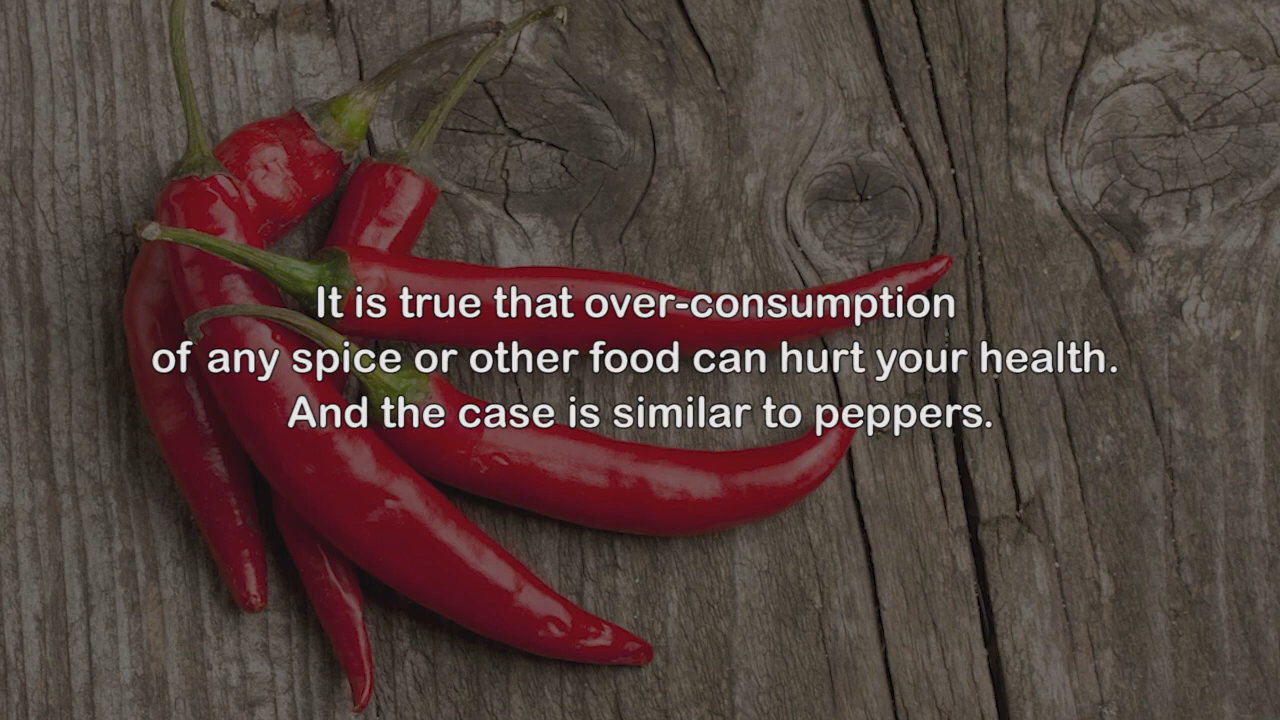 It is true that over-consumption
of any spice or other food can hurt your health.
And the case is similar to peppers.